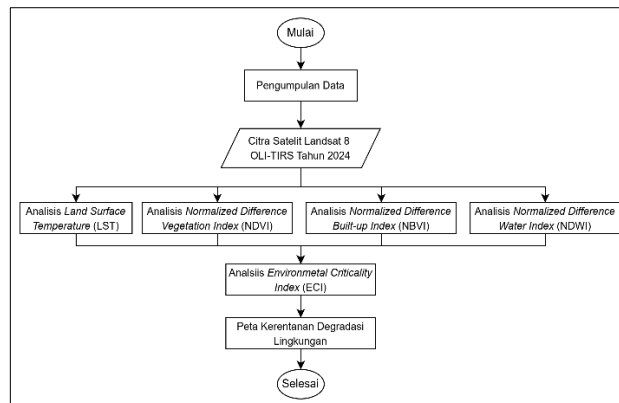 Mulai
Pengumpulan Data
Citra Satelit Landsat 8
OLI-TIRS Tahun 2024
Analisis Land Surface
Temperature (LST)
Analisis Normalized Difference
Vegetation Index (NDVI)
Analisis Normalized Difference
Built-up Index (NBVI)
Analisis Normalized Difference
Water Index (NDWI)
Analsiis Environmetal Criticality
Index (ECI)
Peta Kerentanan Degradasi
Lingkungan
Selesai